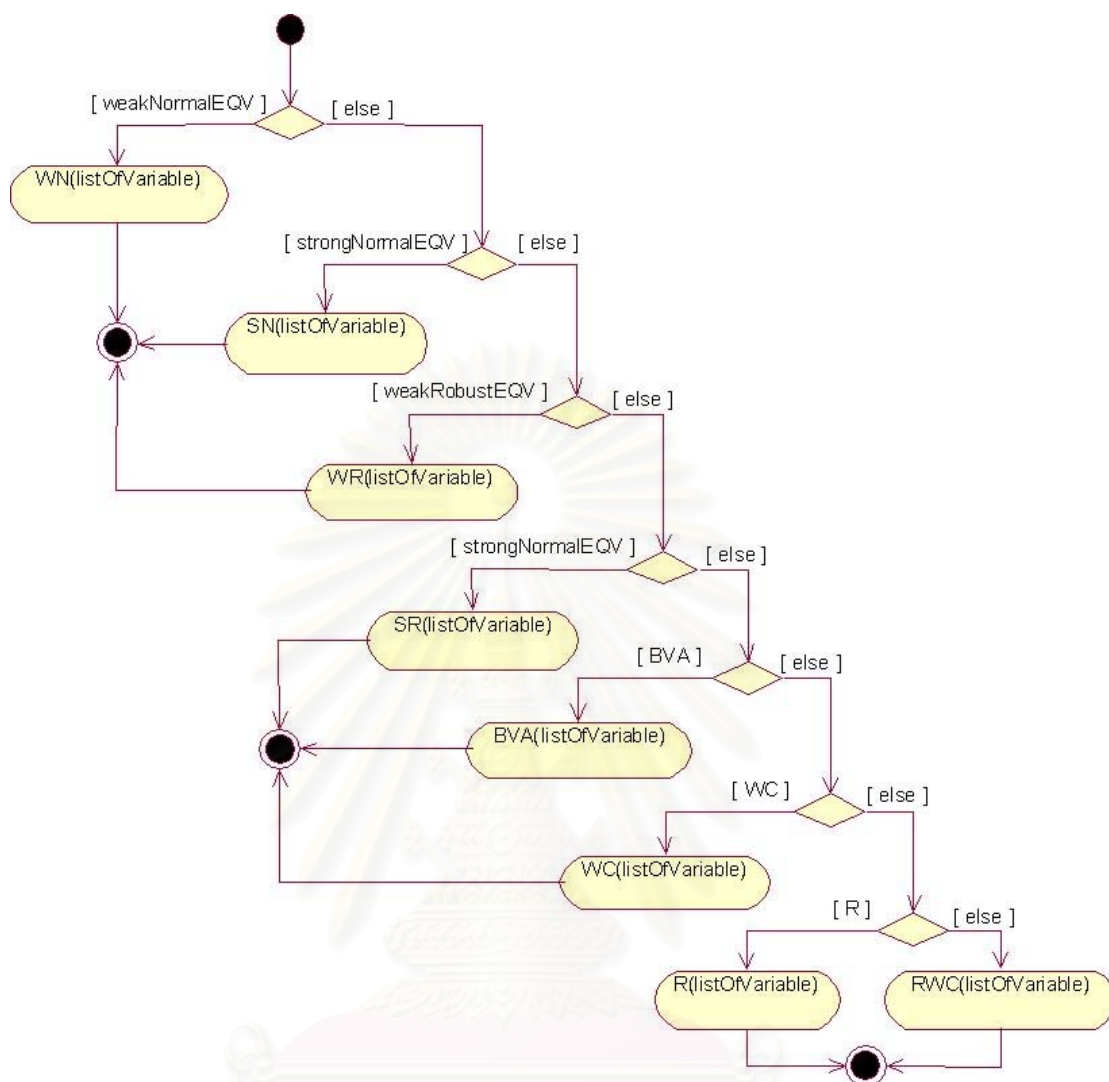 [ weakNormalEQV ] [ else ]
WN(listOfVariable)
[ strongNormalEQV ] [ else ]
SN(listOfVariable)
[ weakRobustEQV ] [ else ]
WR(listOfVariable)
[ strongNormalEQV ] [ else ]
SR(listOfVariable)
[ BVA ] [ else ]
BVA(listOfVariable)
[ WC ] [ else ]
WC(listOfVariable)
[ R ] [ else ]
R(listOfVariable) RWC(listOfVariable)